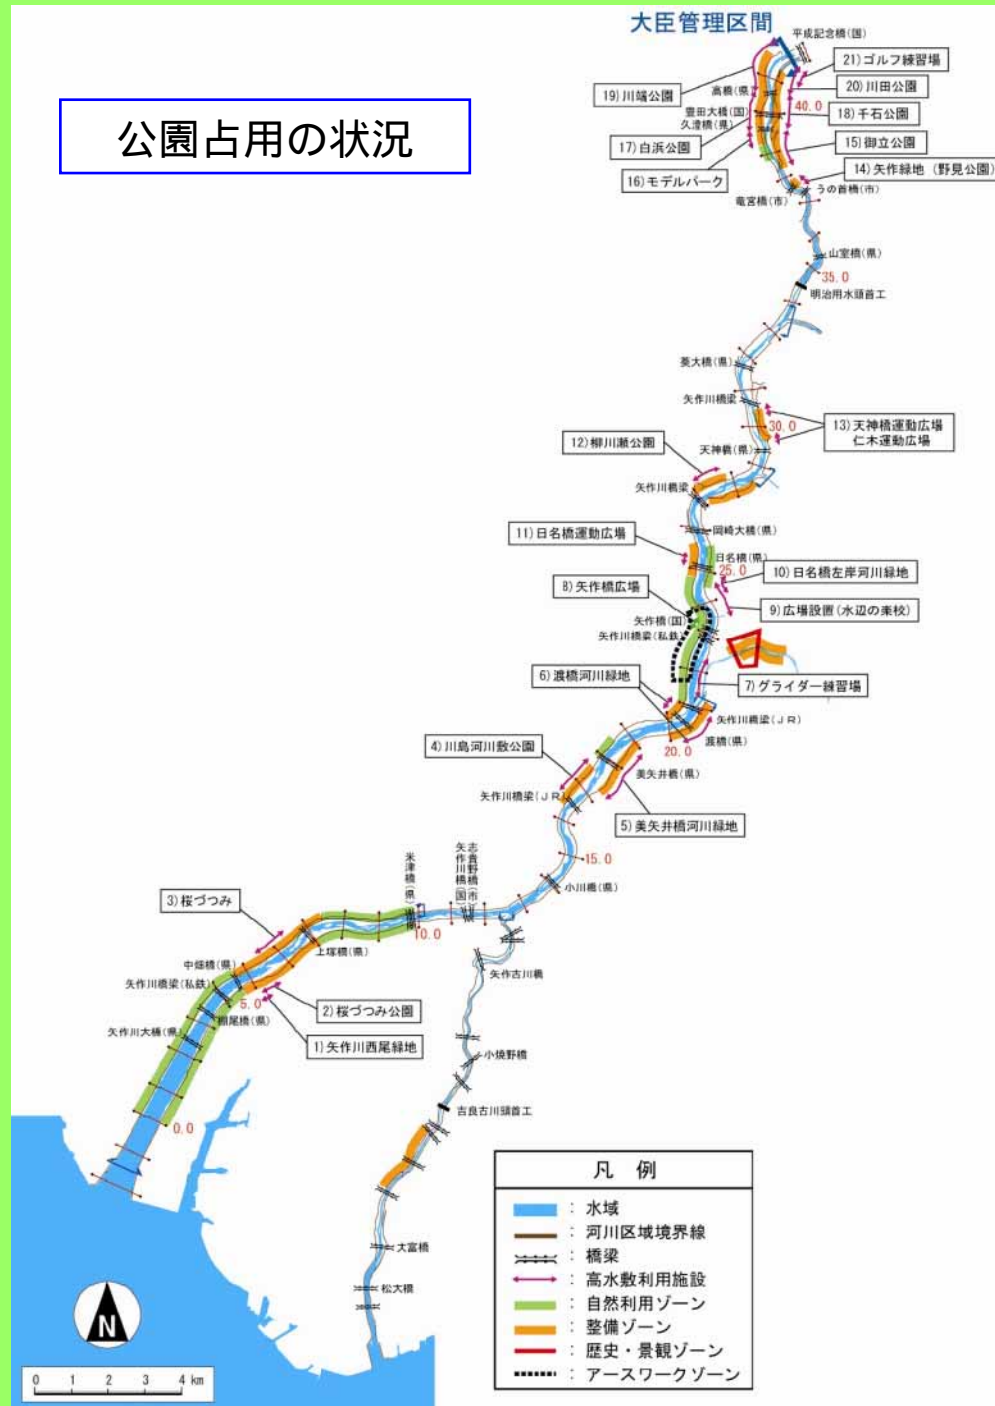 公園占用の状況
大臣管理区間
平成記念橋(国)
21)ゴルフ練習場
高橋(県)
20)川田公園
19)川端公園
豊田大橋(国)
40.0
18)千石公園
久澄橋(県)
17)白浜公園
15)御立公園
16)モデルパーク
14)矢作緑地(野見公園)
竜宮橋(市)
うの首橋(市)
山室橋(県)
35.0
明治用水頭首工
葵大橋(県)
矢作川橋梁
30.0
13)天神橋運動広場
仁木運動広場
12)柳川瀬公園
天神橋(県)
矢作川橋梁
岡崎大橋(県)
11)日名橋運動広場
日名橋(県)
25.0
10)日名橋左岸河川緑地
8)矢作橋広場
9)広場設置(水辺の楽校)
矢作橋(国)
矢作川橋梁(私鉄)
6)渡橋河川緑地
7)グライダー練習場
矢作川橋梁(JR)
渡橋(県)
20.0
4)川島河川敷公園
美矢井橋(県)
矢作川橋梁(JR)
5)美矢井橋河川緑地
15.0
小川橋(県)
米津橋(県)
矢作川橋(国)
志貴野橋(市)
10.0
3)桜づつみ
上塚橋(県)
中畑橋(県)
矢作古川橋
矢作川橋梁(私鉄)
5.0
棚尾橋(県)
2)桜づつみ公園
矢作川大橋(県)
1)矢作川西尾緑地
小焼野橋
吉良古川頭首工
0.0
大富橋
松大橋
凡 例
：水域
：河川区域境界線
：橋梁
：高水敷利用施設
：自然利用ゾーン
：整備ゾーン
：歴史・景観ゾーン
：アースワークゾーン
N
0 1 2 3 4 km